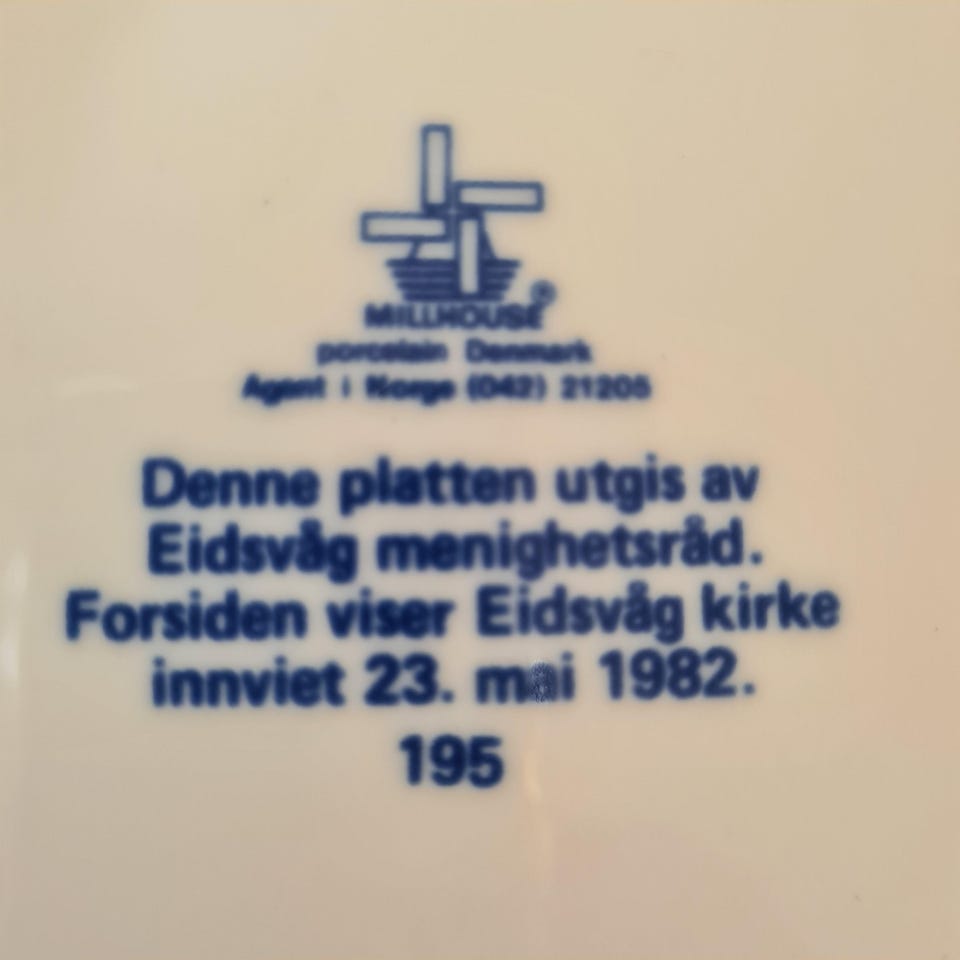 MILLHOUSE®
porcelain Denmark
Agent i Norge (042) 21205
Denne platten utgis av
Eidsvåg menighetsråd.
Forsiden viser Eidsvåg kirke
innviet 23. mai 1982.
195